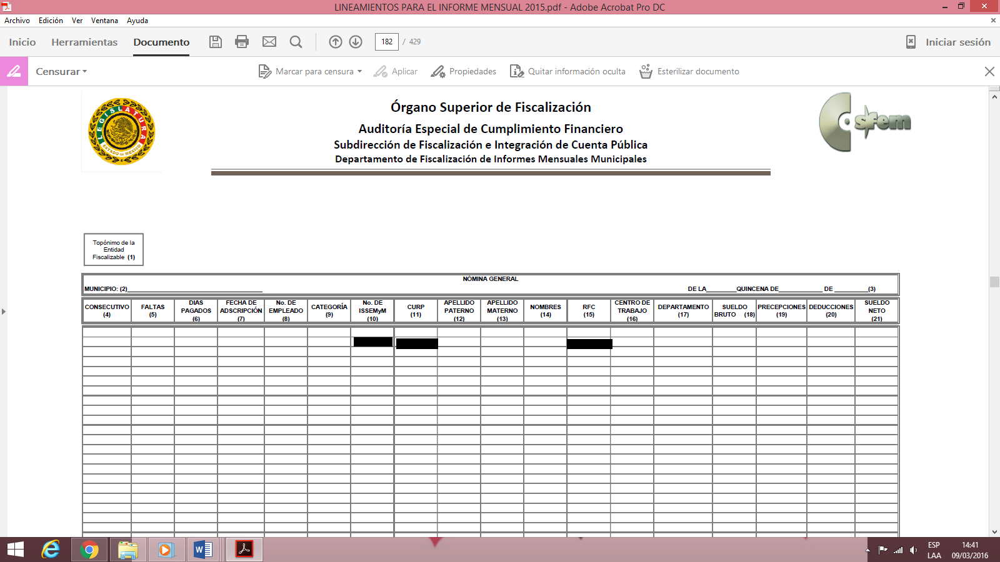 LINEAMIENTOS PARA EL INFORME MENSUAL 2015.pdf - Adobe Acrobat Pro DC
Archivo Edición Ver Ventana Ayuda
Inicio Herramientas Documento 182 / 429 Iniciar sesión
Censurar Marcar para censura Aplicar Propiedades Quitar información oculta Esterilizar documento
LEGISLATURA
ESTADO DE MEXICO
Órgano Superior de Fiscalización
Auditoría Especial de Cumplimiento Financiero
Subdirección de Fiscalización e Integración de Cuenta Pública
Departamento de Fiscalización de Informes Mensuales Municipales
osfem
Topónimo de la
Entidad
Fiscalizable (1)
NÓMINA GENERAL
MUNICIPIO: (2)________ DE LA________QUINCENA DE________ DE ________(3)
CONSECUTIVO (4)
FALTAS (5)
DIAS PAGADOS (6)
FECHA DE ADSCRIPCIÓN (7)
No. DE EMPLEADO (8)
CATEGORÍA (9)
No. DE ISSEMyM (10)
CURP (11)
APELLIDO PATERNO (12)
APELLIDO MATERNO (13)
NOMBRES (14)
RFC (15)
CENTRO DE TRABAJO (16)
DEPARTAMENTO (17)
SUELDO BRUTO (18)
PRECEPCIONES (19)
DEDUCCIONES (20)
SUELDO NETO (21)
ESP
LAA
14:41
09/03/2016